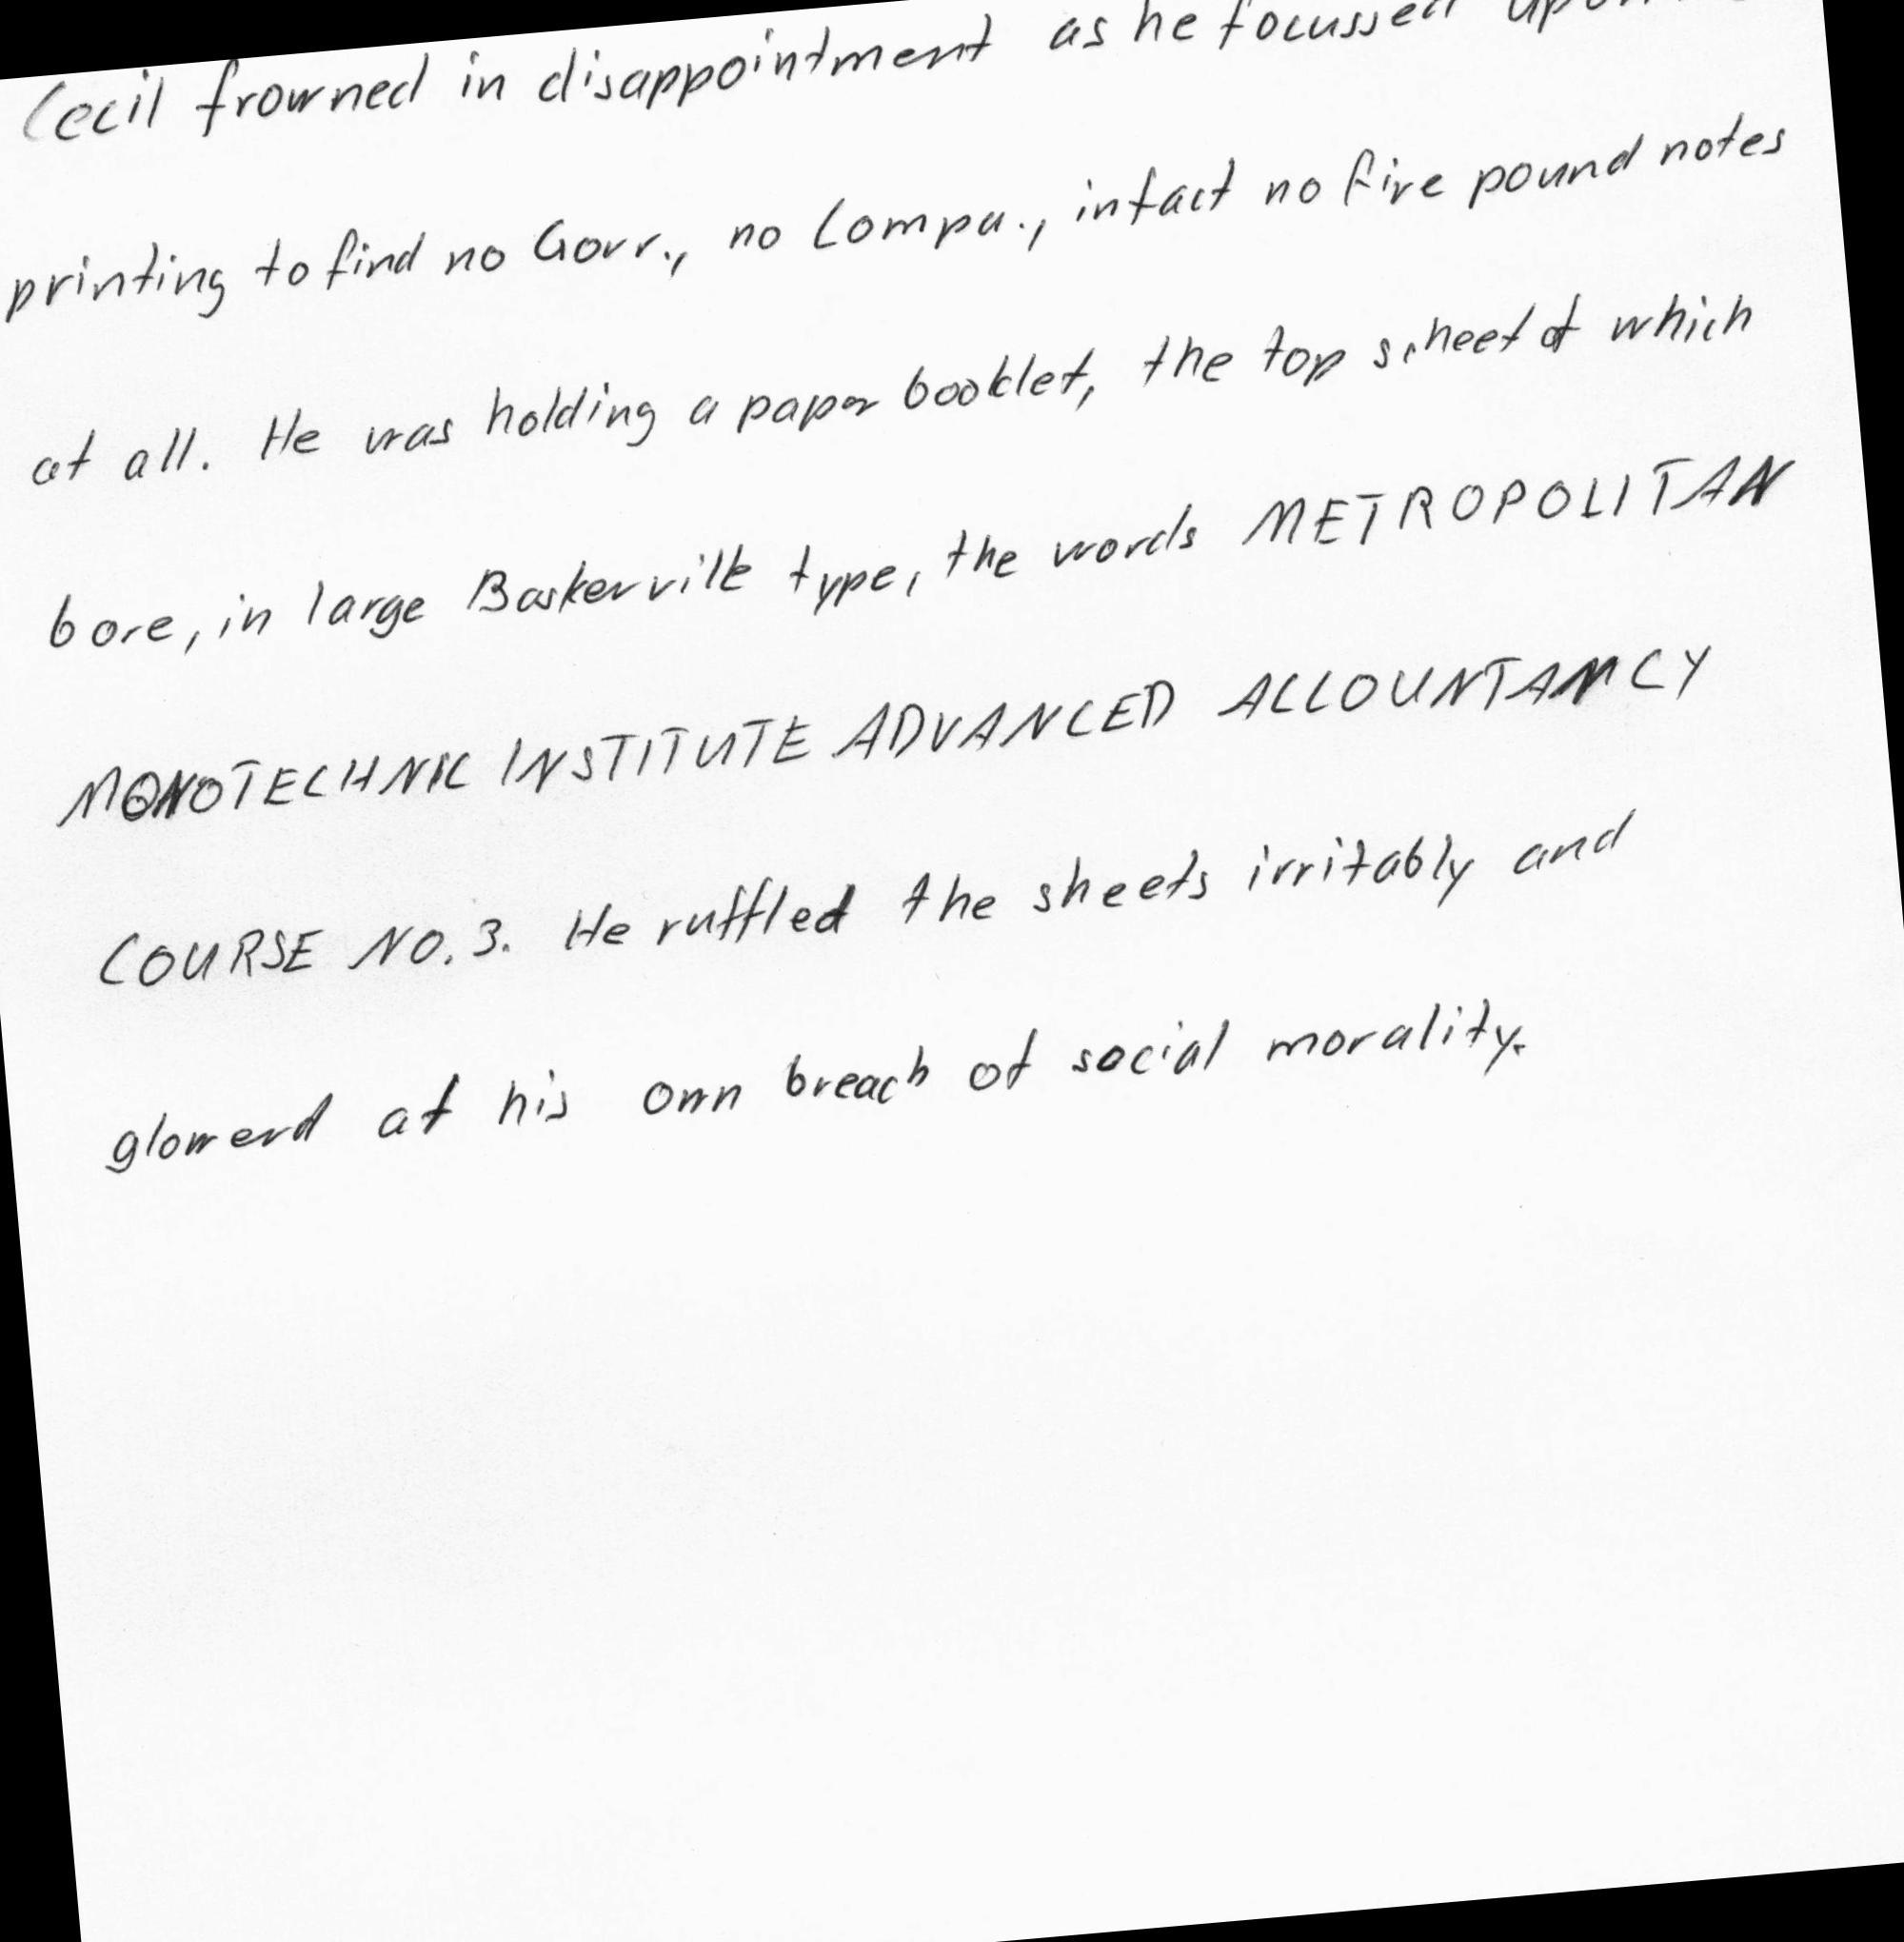 Cecil frowned in disappointment as he focussed upon
printing to find no Govr., no Compa., infact no five pound notes
at all. He was holding a paper booklet, the top scheet of which
bore, in large Baskerville type, the words METROPOLITAN
MONOTECHNIC INSTITUTE ADVANCED ACCOUNTANCY
COURSE NO. 3. He ruffled the sheets irritably and
glowerd at his own breach of social morality.